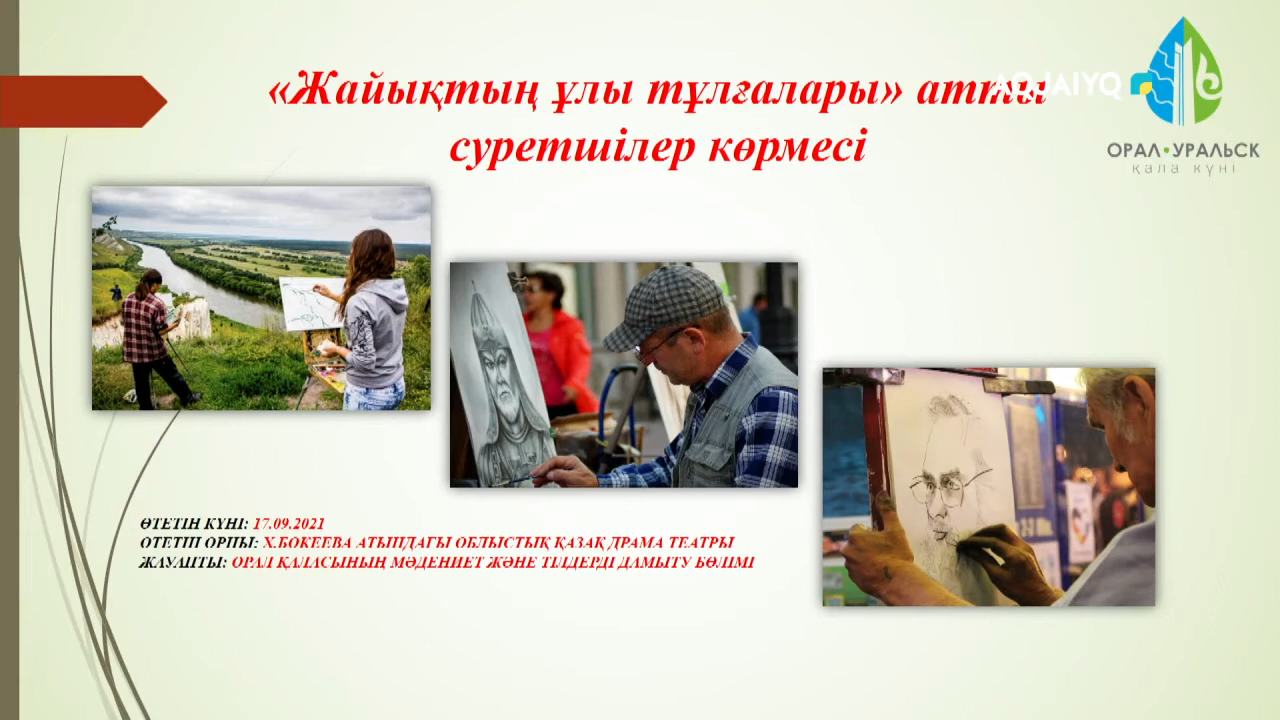 «Жайықтың ұлы тұлғалары» атты
суретшілер көрмесі
AQJAIYQ
ОРАЛ•УРАЛЬСК
қала күні
ӨТЕТІН КҮНІ: 17.09.2021
ӨТЕТІН ОРНЫ: Х.БӨКЕЕВА АТЫНДАҒЫ ОБЛЫСТЫҚ ҚАЗАҚ ДРАМА ТЕАТРЫ
ЖАУАПТЫ: ОРАЛ ҚАЛАСЫНЫҢ МӘДЕНИЕТ ЖӘНЕ ТІЛДЕРДІ ДАМЫТУ БӨЛІМІ